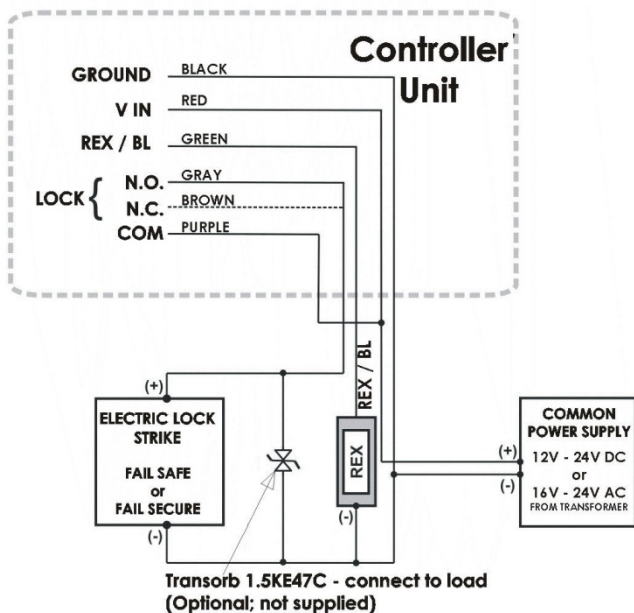 Controller
Unit
GROUND BLACK
V IN RED
REX / BL GREEN
LOCK { N.O. GRAY
N.C. BROWN
COM PURPLE
REX / BL
(+)
ELECTRIC LOCK
STRIKE
FAIL SAFE
or
FAIL SECURE
(-)
REX
(-)
COMMON
POWER SUPPLY
(+) 12V - 24V DC
or
(-) 16V - 24V AC
FROM TRANSFORMER
Transorb 1.5KE47C - connect to load
(Optional; not supplied)